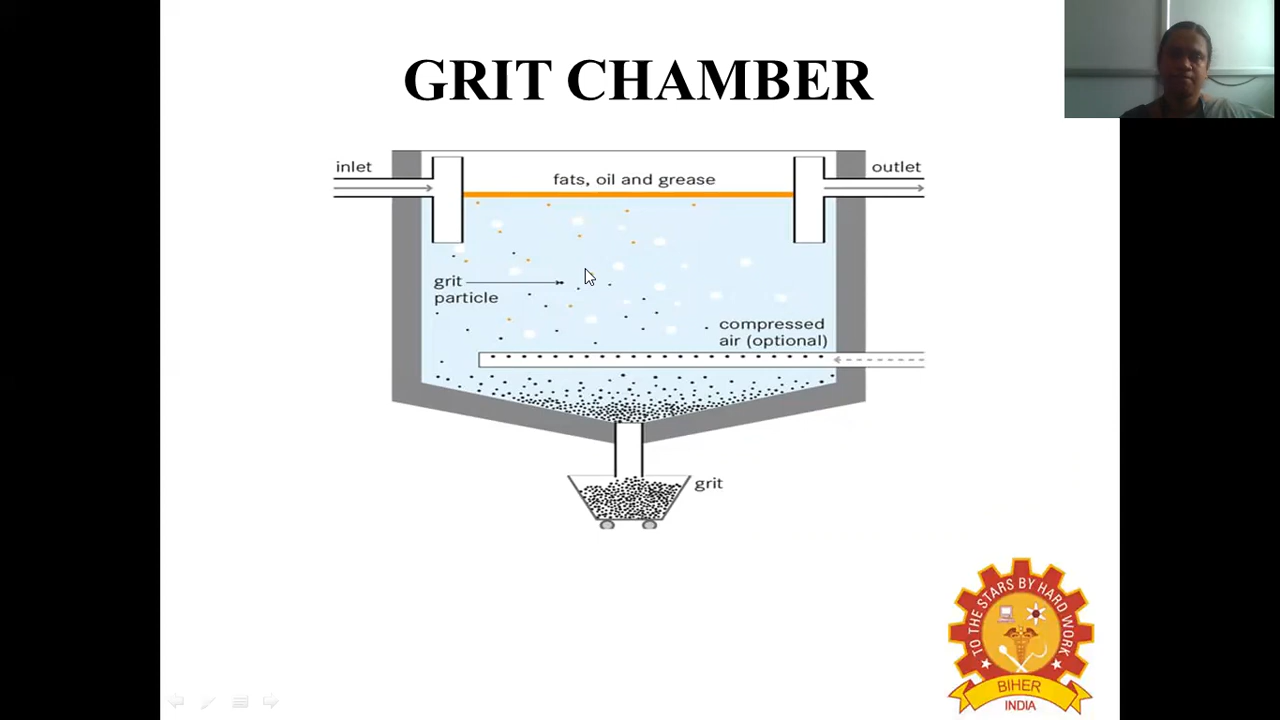 GRIT CHAMBER
inlet
fats, oil and grease
outlet
grit
particle
compressed
air (optional)
grit
TO THE STARS BY HARD WORK
BIHER
INDIA